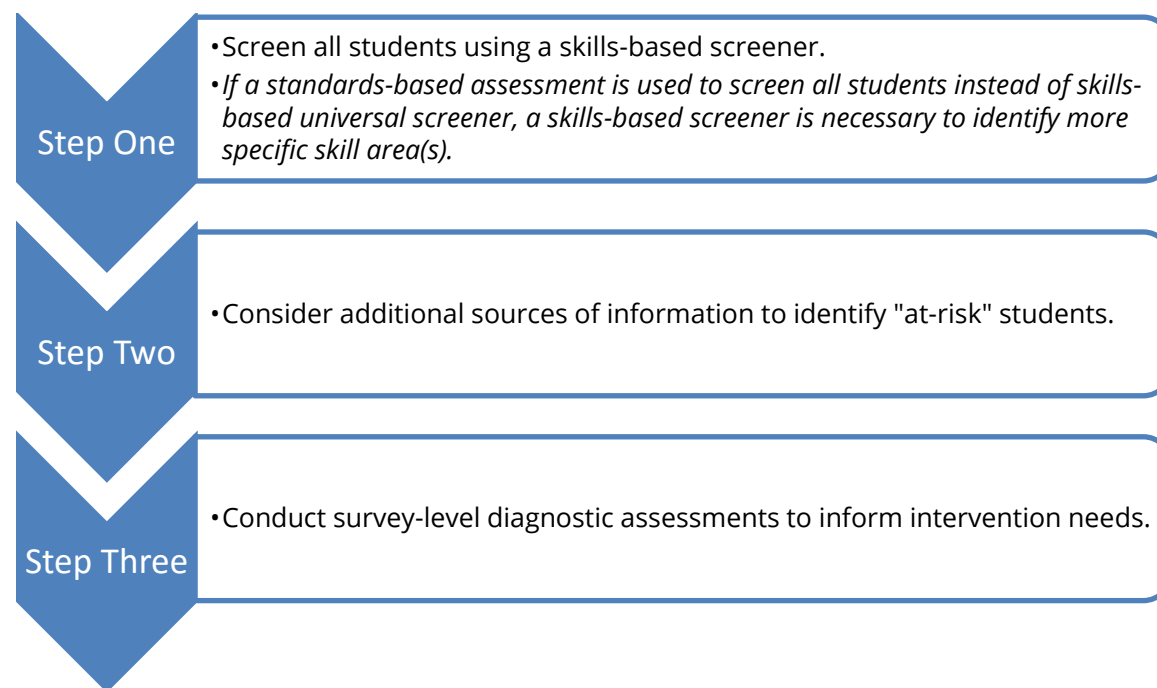 Step One
•Screen all students using a skills-based screener.
•If a standards-based assessment is used to screen all students instead of skills-
based universal screener, a skills-based screener is necessary to identify more
specific skill area(s).
Step Two
•Consider additional sources of information to identify "at-risk" students.
Step Three
•Conduct survey-level diagnostic assessments to inform intervention needs.